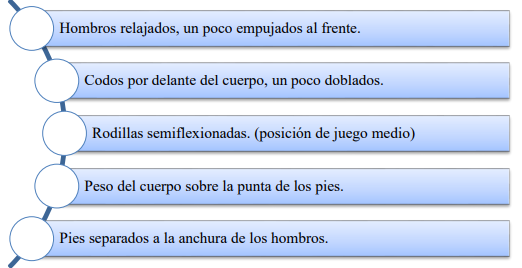 Hombros relajados, un poco empujados al frente.
Codos por delante del cuerpo, un poco doblados.
Rodillas semiflexionadas. (posición de juego medio)
Peso del cuerpo sobre la punta de los pies.
Pies separados a la anchura de los hombros.